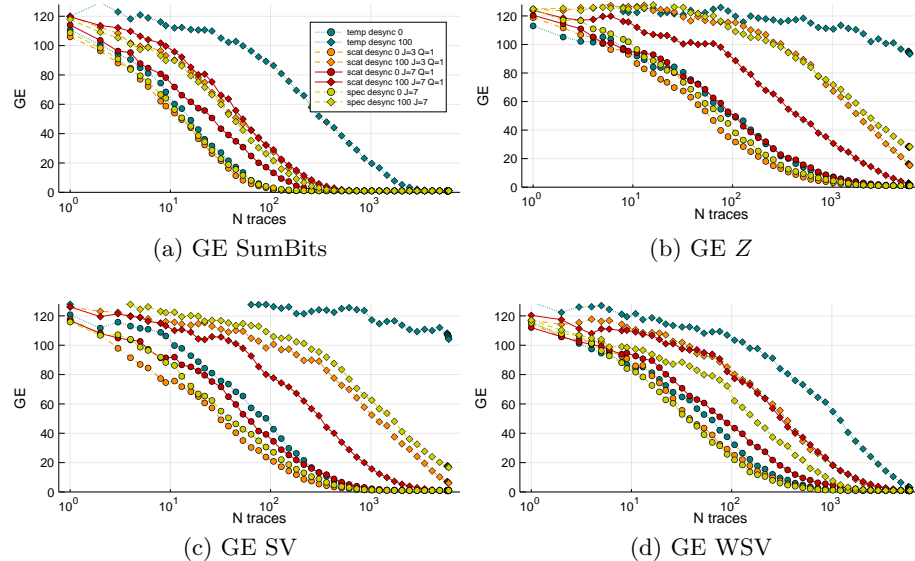 120
100
80
60
40
20
0
GE
10^0
10^1
10^2
10^3
N traces
temp desync 0
temp desync 100
scat desync 0 J=3 Q=1
scat desync 100 J=3 Q=1
scat desync 0 J=7 Q=1
scat desync 100 J=7 Q=1
spec desync 0 J=7
spec desync 100 J=7
(a) GE SumBits
120
100
80
60
40
20
0
GE
10^0
10^1
10^2
10^3
N traces
(b) GE Z
120
100
80
60
40
20
0
GE
10^0
10^1
10^2
10^3
N traces
(c) GE SV
120
100
80
60
40
20
0
GE
10^0
10^1
10^2
10^3
N traces
(d) GE WSV